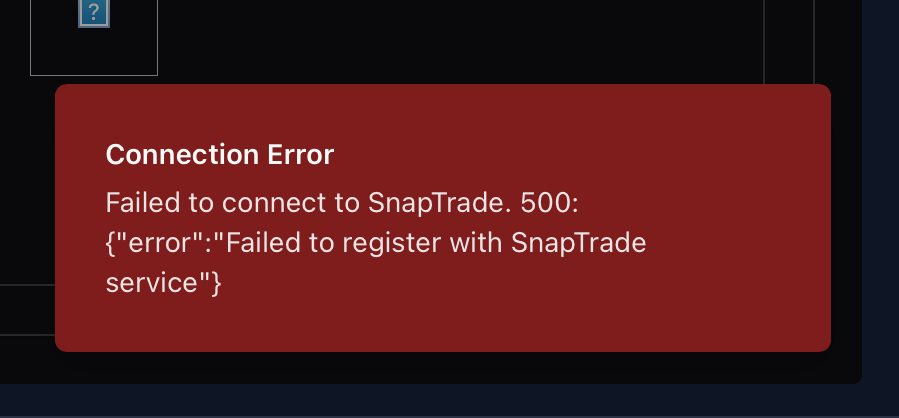 ?
Connection Error
Failed to connect to SnapTrade. 500:
{"error":"Failed to register with SnapTrade
service"}